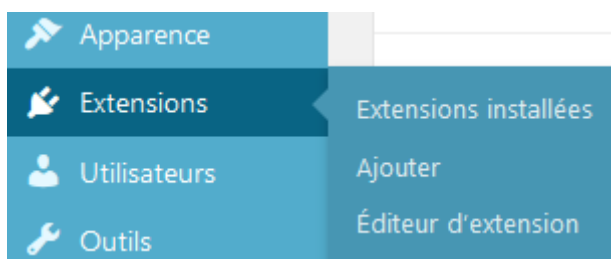 Apparence
Extensions
Utilisateurs
Outils
Extensions installées
Ajouter
Éditeur d'extension